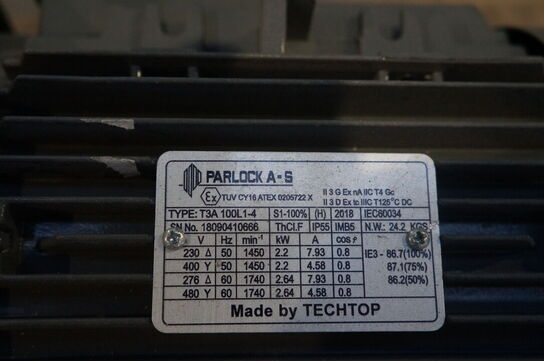 PARLOCK A-S
II 3 G Ex nA IIC T4 Gc
Ex TUV CY16 ATEX 0205722 X II 3 D Ex tc IIIC T125°C DC
TYPE: T3A 100L1-4 S1-100% (H) 2018 IEC60034
SN No. 18090410666 ThCl.F IP55 IMB5 N.W.: 24.2 KGS
V Hz min⁻¹ kW A cosφ
230 Δ 50 1450 2.2 7.93 0.8 IE3 - 86.7(100%)
400 Y 50 1450 2.2 4.58 0.8 87.1(75%)
276 Δ 60 1740 2.64 7.93 0.8 86.2(50%)
480 Y 60 1740 2.64 4.58 0.8
Made by TECHTOP